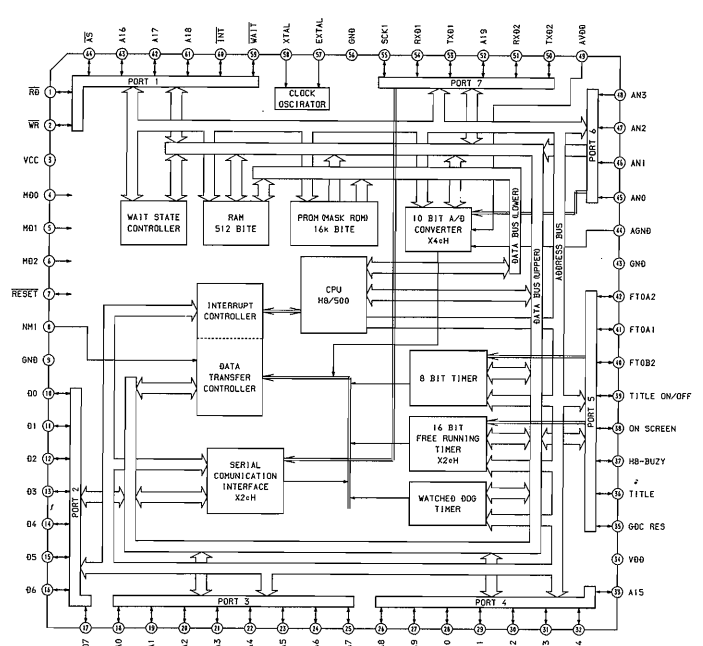 AS A16 A17 A18 INT WAIT XTAL EXTAL GND SCK1 RXD1 TXD1 A19 RXD2 TXD2 AVDD
64 63 62 61 60 59 58 57 56 55 54 53 52 51 50 49
PORT 1
PORT 7
CLOCK
OSCIRATOR
RD 1
WR 2
VCC 3
MD0 4
MD1 5
MD2 6
RESET 7
NMI 8
GND 9
D0 10
D1 11
D2 12
D3 13
D4 14
D5 15
D6 16
PORT 2
48 AN3
47 AN2
46 AN1
45 AN0
44 AGND
43 GND
42 FTOA2
41 FTOA1
40 FTOB2
39 TITLE ON/OFF
38 ON SCREEN
37 H8-BUZY
36 TITLE
35 GDC RES
34 VDD
33 A15
PORT 6
PORT 5
WAIT STATE
CONTROLLER
RAM
512 BITE
PROM (MASK ROM)
16k BITE
10 BIT A/D
CONVERTER
X4cH
DATA BUS (LOWER)
DATA BUS (UPPER)
ADDRESS BUS
CPU
H8/500
INTERRUPT
CONTROLLER
DATA
TRANSFER
CONTROLLER
8 BIT TIMER
16 BIT
FREE RUNNING
TIMER
X2cH
SERIAL
COMUNICATION
INTERFACE
X2cH
WATCHED DOG
TIMER
PORT 3
PORT 4
17 18 19 20 21 22 23 24 25 26 27 28 29 30 31 32